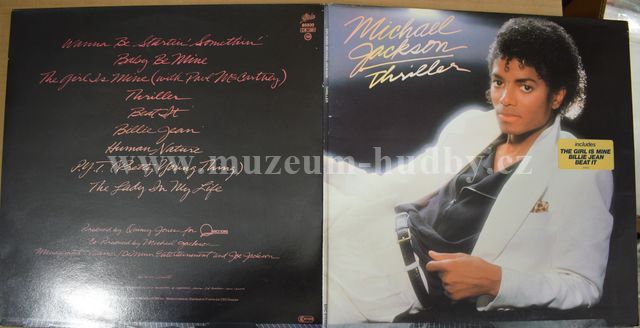 Epic
Wanna Be Startin' Somethin'
Baby Be Mine
The Girl Is Mine (with Paul McCartney)
Thriller
Beat It
Billie Jean
Human Nature
P.Y.T. (Pretty Young Thing)
The Lady In My Life
Produced by Quincy Jones for
Co-Produced by Michael Jackson
Michael
Jackson
Thriller
includes
THE GIRL IS MINE
BILLIE JEAN
BEAT IT
www.muzeum-hudby.cz